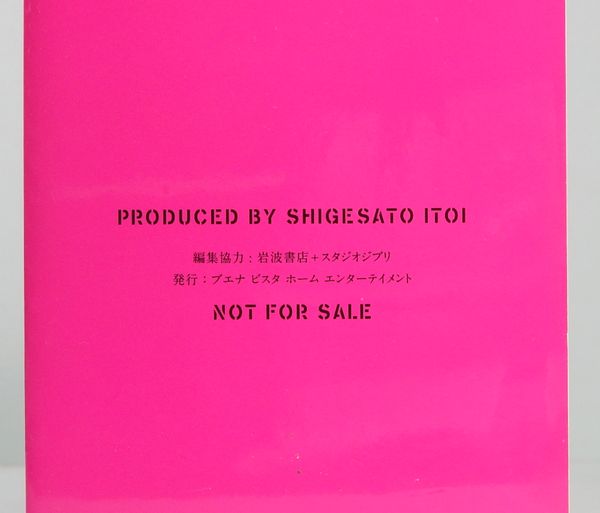 PRODUCED BY SHIGESATO ITOI
編集協力：岩波書店＋スタジオジブリ
発行：ブエナ ビスタ ホーム エンターテイメント
NOT FOR SALE